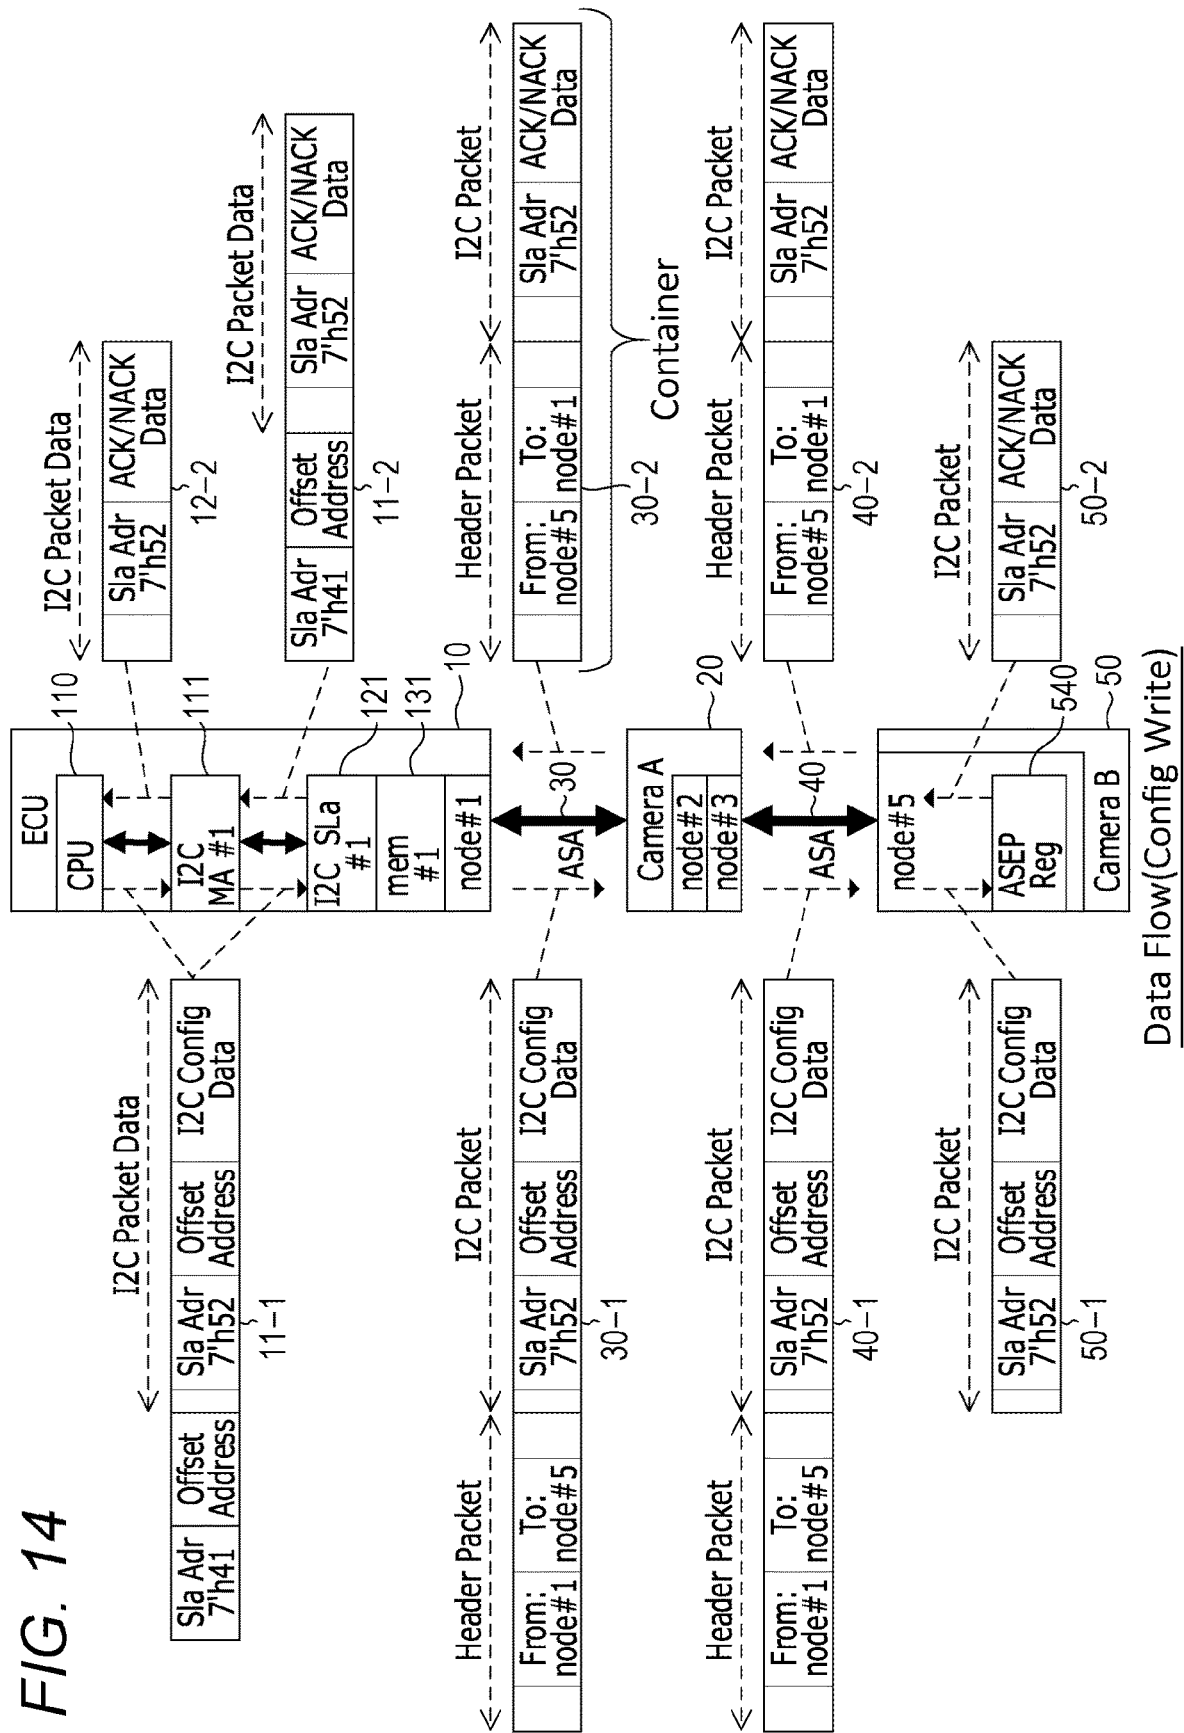 FIG. 14
Sla Adr
7'h41
Offset
Address
Sla Adr
7'h52
Offset
Address
I2C Config
Data
I2C Packet Data
11-1
Header Packet
I2C Packet
From:
node#1
To:
node#5
Sla Adr
7'h52
Offset
Address
I2C Config
Data
30-1
Header Packet
I2C Packet
From:
node#1
To:
node#5
Sla Adr
7'h52
Offset
Address
I2C Config
Data
40-1
I2C Packet
Sla Adr
7'h52
Offset
Address
I2C Config
Data
50-1
ECU
CPU
110
I2C
MA #1
111
I2C SLa
#1
121
mem
#1
131
node#1
10
ASA
30
Camera A
node#2
node#3
20
ASA
40
node#5
ASEP
Reg
540
Camera B
50
I2C Packet Data
Sla Adr
7'h52
ACK/NACK
Data
12-2
I2C Packet Data
Sla Adr
7'h41
Offset
Address
Sla Adr
7'h52
ACK/NACK
Data
11-2
Header Packet
I2C Packet
From:
node#5
To:
node#1
Sla Adr
7'h52
ACK/NACK
Data
30-2
Container
Header Packet
I2C Packet
From:
node#5
To:
node#1
Sla Adr
7'h52
ACK/NACK
Data
40-2
I2C Packet
Sla Adr
7'h52
ACK/NACK
Data
50-2
Data Flow(Config Write)